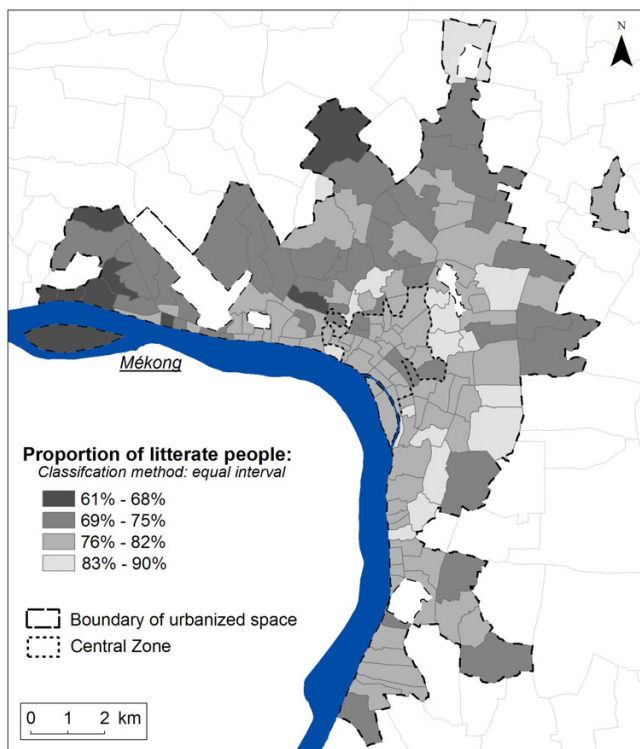 N
Mékong
Proportion of litterate people:
Classifcation method: equal interval
61% - 68%
69% - 75%
76% - 82%
83% - 90%
Boundary of urbanized space
Central Zone
0 1 2 km